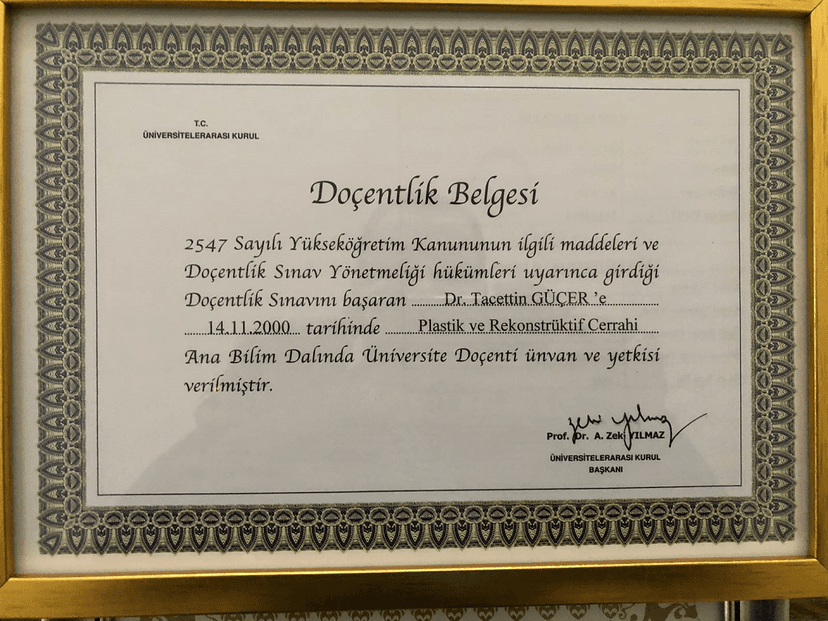 T.C.
ÜNİVERSİTELERARASI KURUL
Doçentlik Belgesi
2547 Sayılı Yükseköğretim Kanununun ilgili maddeleri ve
Doçentlik Sınav Yönetmeliği hükümleri uyarınca girdiği
Doçentlik Sınavını başaran ........ Dr. Tacettin GÜÇER 'e ........
........ 14.11.2000 ... tarihinde ........ Plastik ve Rekonstrüktif Cerrahi ........
Ana Bilim Dalında Üniversite Doçenti ünvan ve yetkisi
verilmiştir.
Zeki Yılmaz
Prof. Dr. A. Zeki YILMAZ
ÜNİVERSİTELERARASI KURUL
BAŞKANI